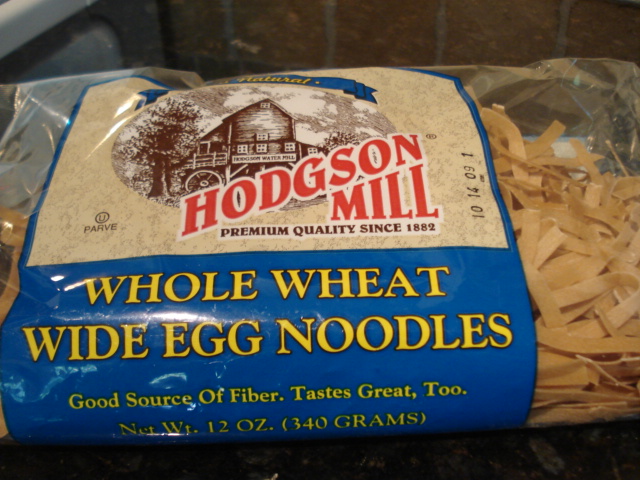 Natural
HODGSON WATER MILL
HODGSON
MILL
®
PREMIUM QUALITY SINCE 1882
U
PARVE
10 14 09 1
WHOLE WHEAT
WIDE EGG NOODLES
Good Source Of Fiber. Tastes Great, Too.
Net Wt. 12 OZ. (340 GRAMS)